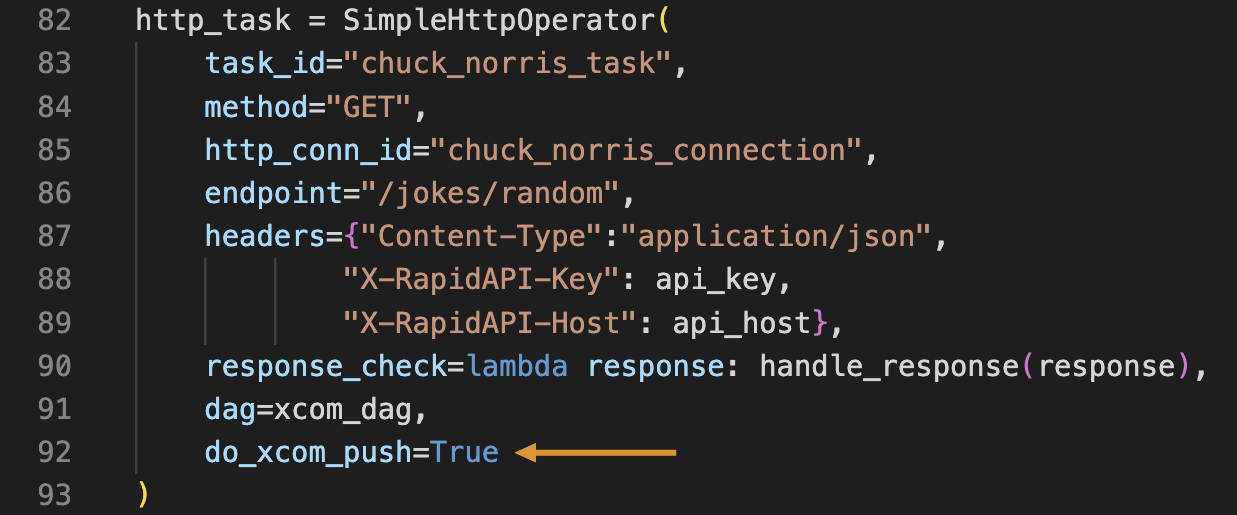 82 http_task = SimpleHttpOperator(
83 task_id="chuck_norris_task",
84 method="GET",
85 http_conn_id="chuck_norris_connection",
86 endpoint="/jokes/random",
87 headers={"Content-Type":"application/json",
88 "X-RapidAPI-Key": api_key,
89 "X-RapidAPI-Host": api_host},
90 response_check=lambda response: handle_response(response),
91 dag=xcom_dag,
92 do_xcom_push=True
93 )